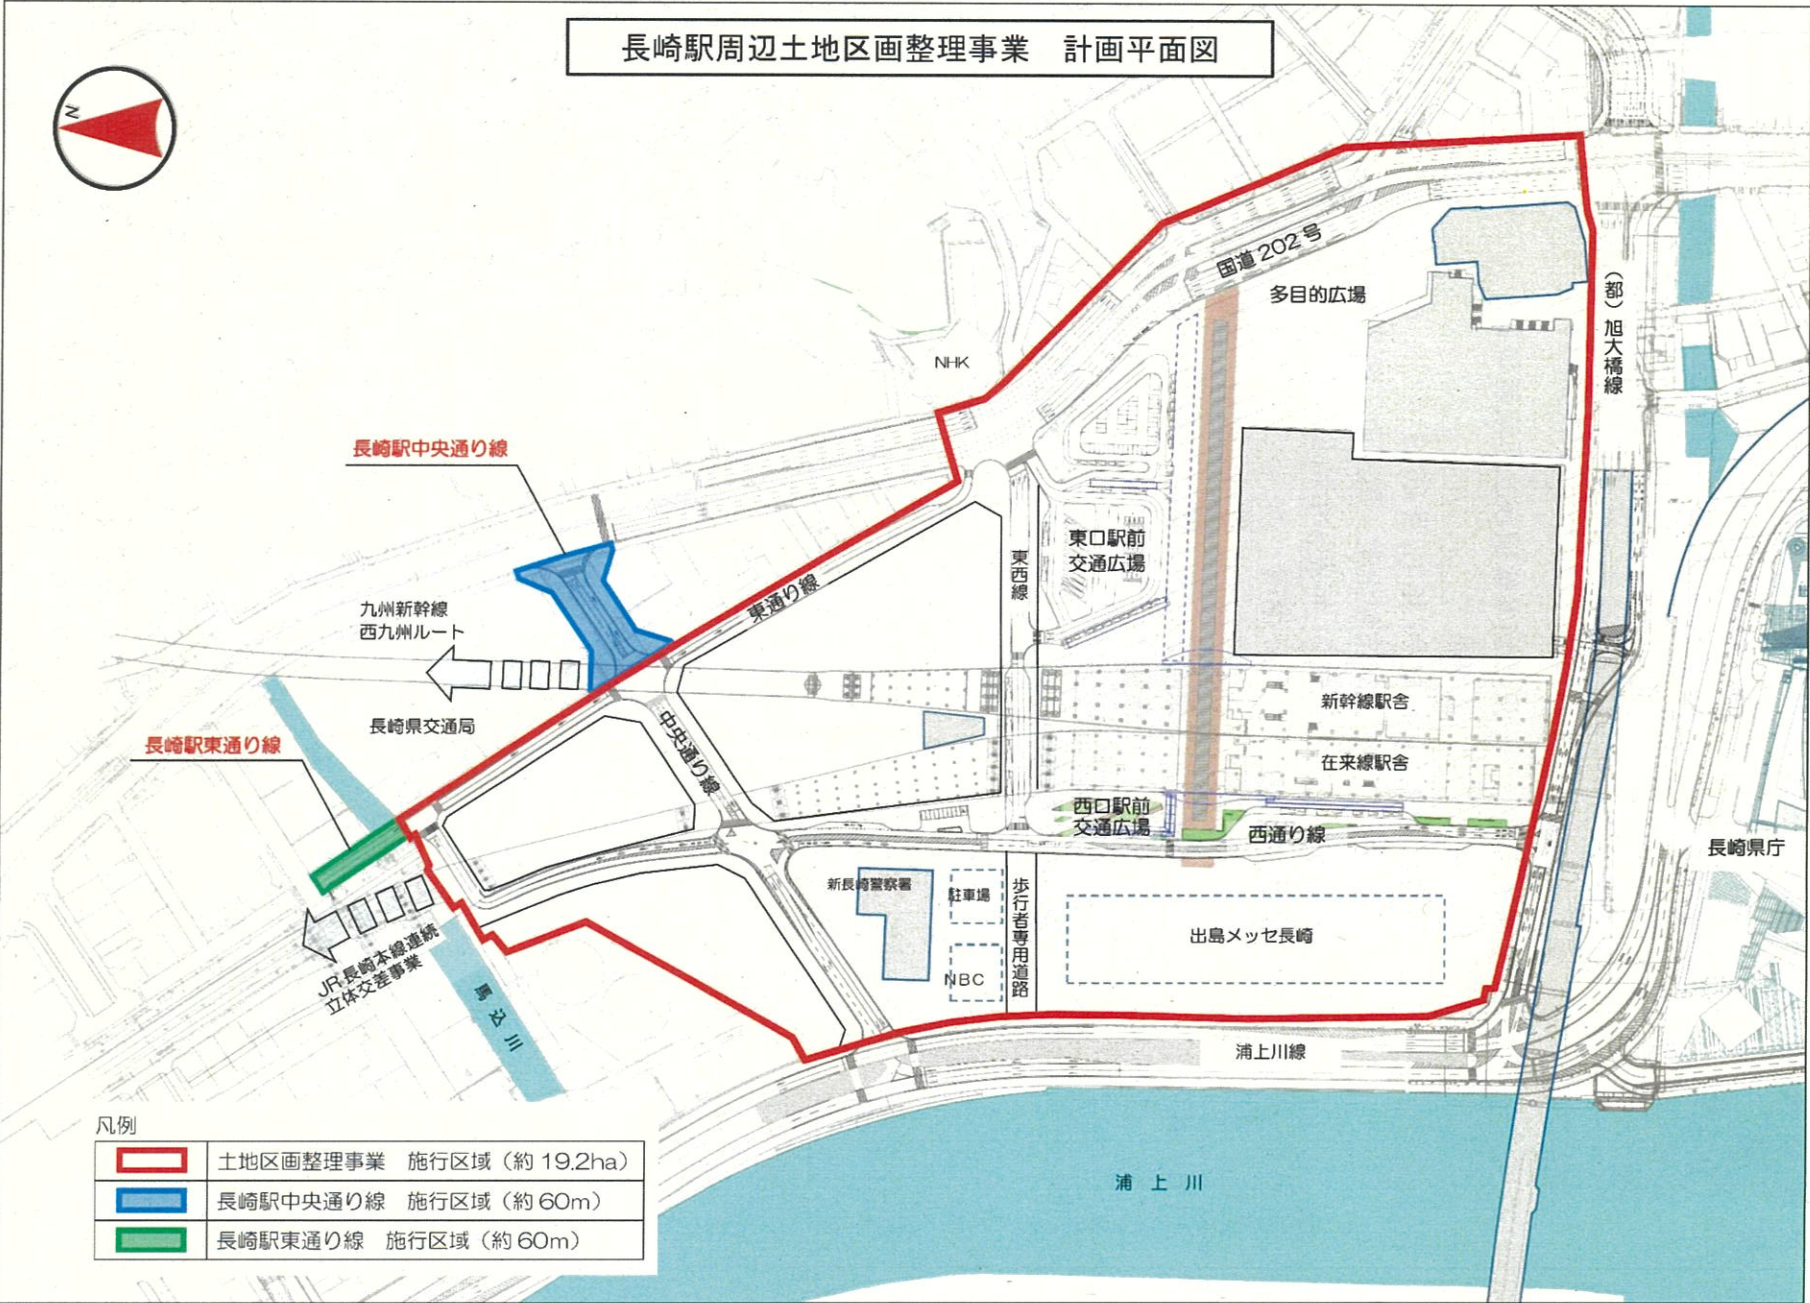 長崎駅周辺土地区画整理事業　計画平面図
N
国道202号
多目的広場
(都)旭大橋線
NHK
長崎駅中央通り線
東口駅前
交通広場
東西線
東通り線
九州新幹線
西九州ルート
新幹線駅舎
長崎県交通局
中央通り線
長崎駅東通り線
在来線駅舎
西口駅前
交通広場
西通り線
長崎県庁
新長崎警察署
駐車場
歩行者専用道路
出島メッセ長崎
NBC
JR長崎本線連続
立体交差事業
馬込川
浦上川線
浦上川
凡例
土地区画整理事業　施行区域（約19.2ha）
長崎駅中央通り線　施行区域（約60m）
長崎駅東通り線　施行区域（約60m）